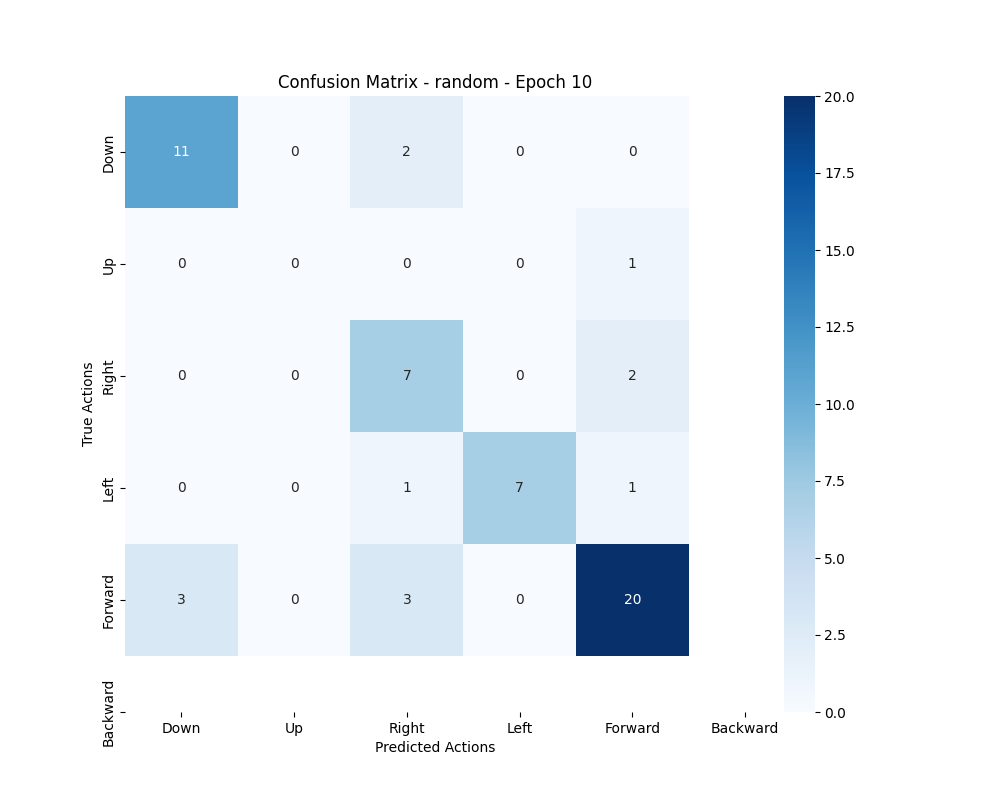 Confusion Matrix - random - Epoch 10
True Actions
Down 11 0 2 0 0
Up 0 0 0 0 1
Right 0 0 7 0 2
Left 0 0 1 7 1
Forward 3 0 3 0 20
Backward
Down Up Right Left Forward Backward
Predicted Actions
20.0
17.5
15.0
12.5
10.0
7.5
5.0
2.5
0.0